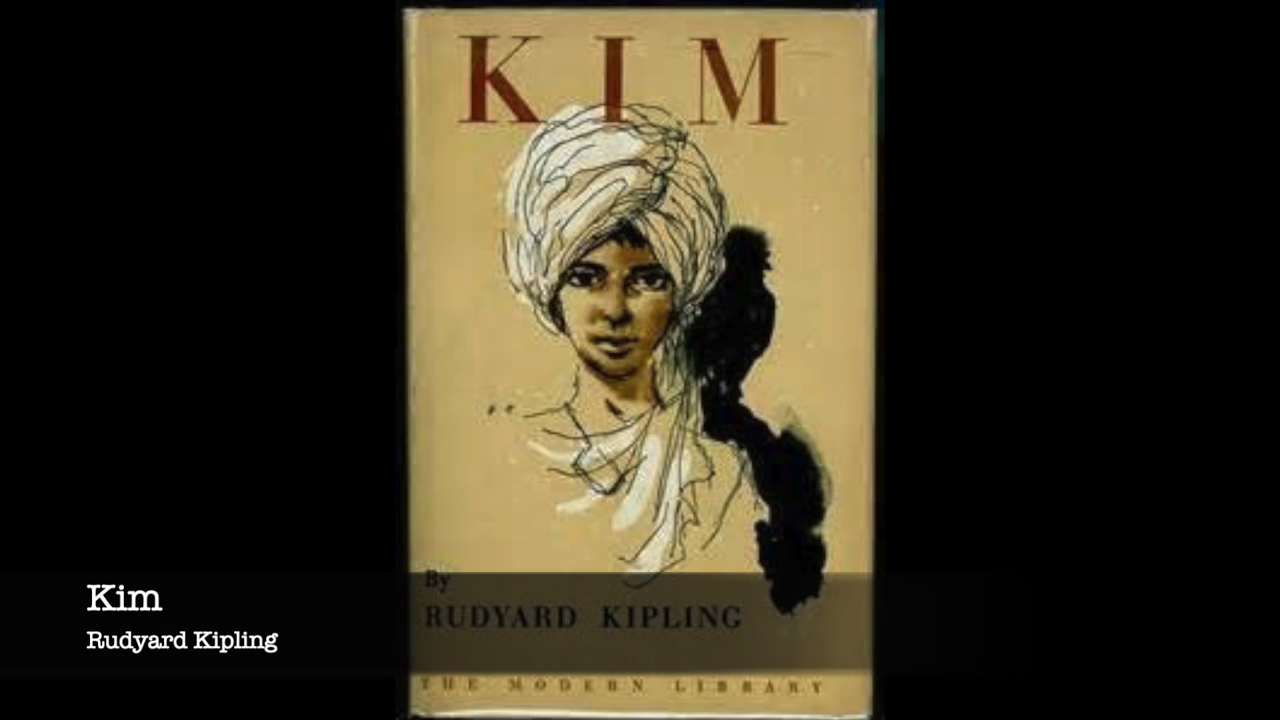 KIM
By
RUDYARD KIPLING
THE MODERN LIBRARY
Kim
Rudyard Kipling